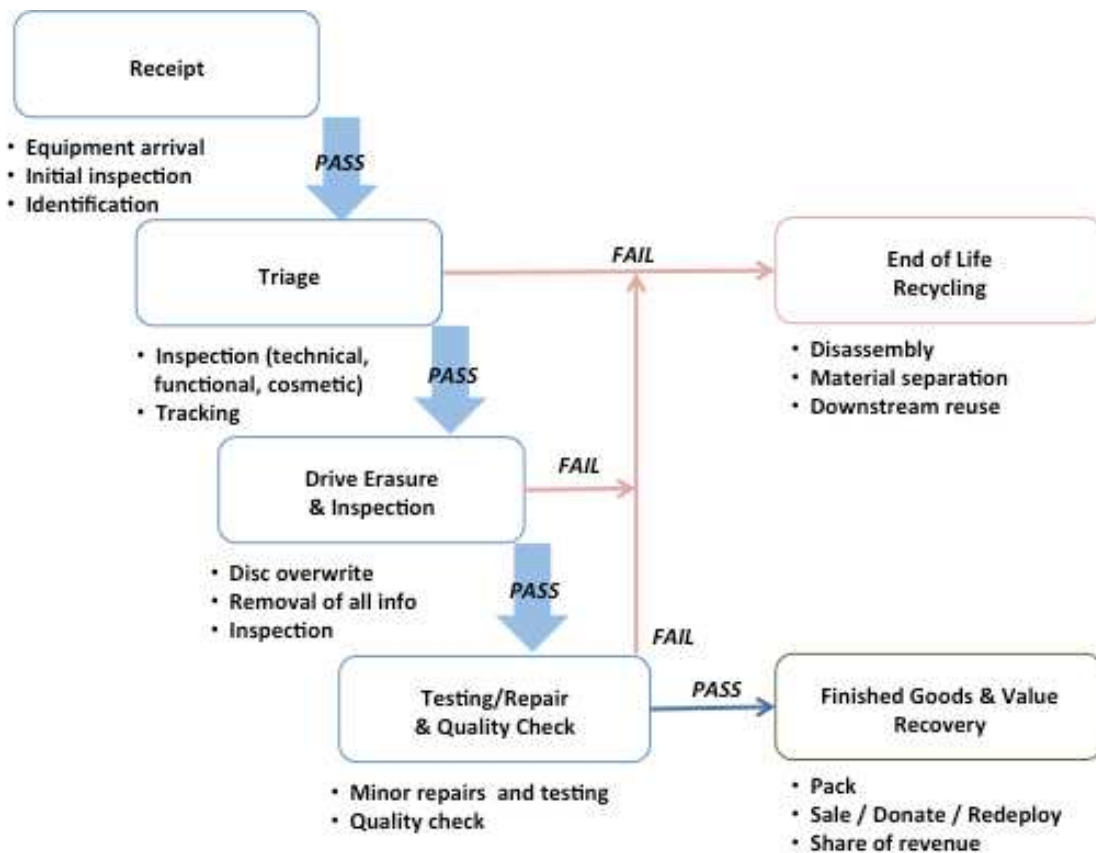 Receipt
• Equipment arrival
• Initial inspection
• Identification
PASS
Triage
FAIL
End of Life
Recycling
• Inspection (technical,
functional, cosmetic)
• Tracking
PASS
• Disassembly
• Material separation
• Downstream reuse
Drive Erasure
& Inspection
FAIL
• Disc overwrite
• Removal of all info
• Inspection
PASS
FAIL
Testing/Repair
& Quality Check
PASS
Finished Goods & Value
Recovery
• Minor repairs and testing
• Quality check
• Pack
• Sale / Donate / Redeploy
• Share of revenue